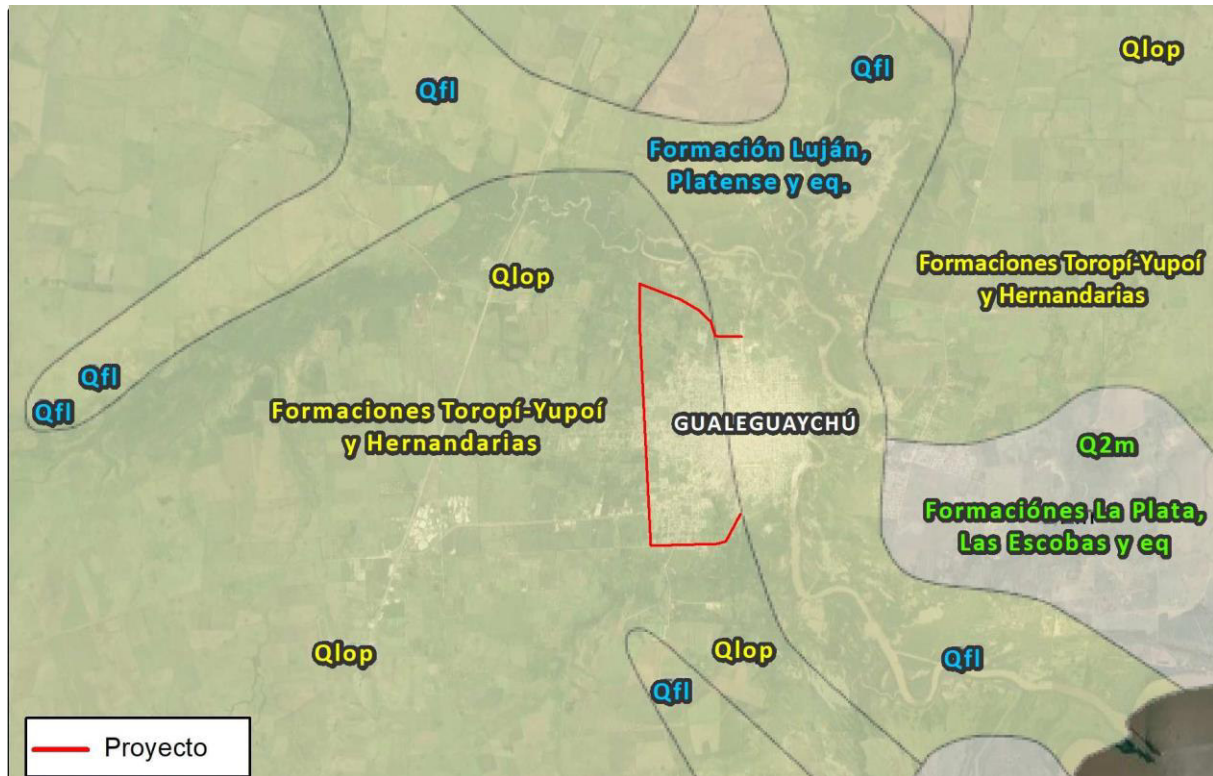 Qlop
Qfl
Qfl
Formación Luján,
Platense y eq.
Formaciones Toropí-Yupoí
y Hernandarias
Qlop
Qfl
Qfl
Formaciones Toropí-Yupoí
y Hernandarias
GUALEGUAYCHÚ
Q2m
Formaciónes La Plata,
Las Escobas y eq
Qlop
Qlop
Qfl
Qfl
Proyecto